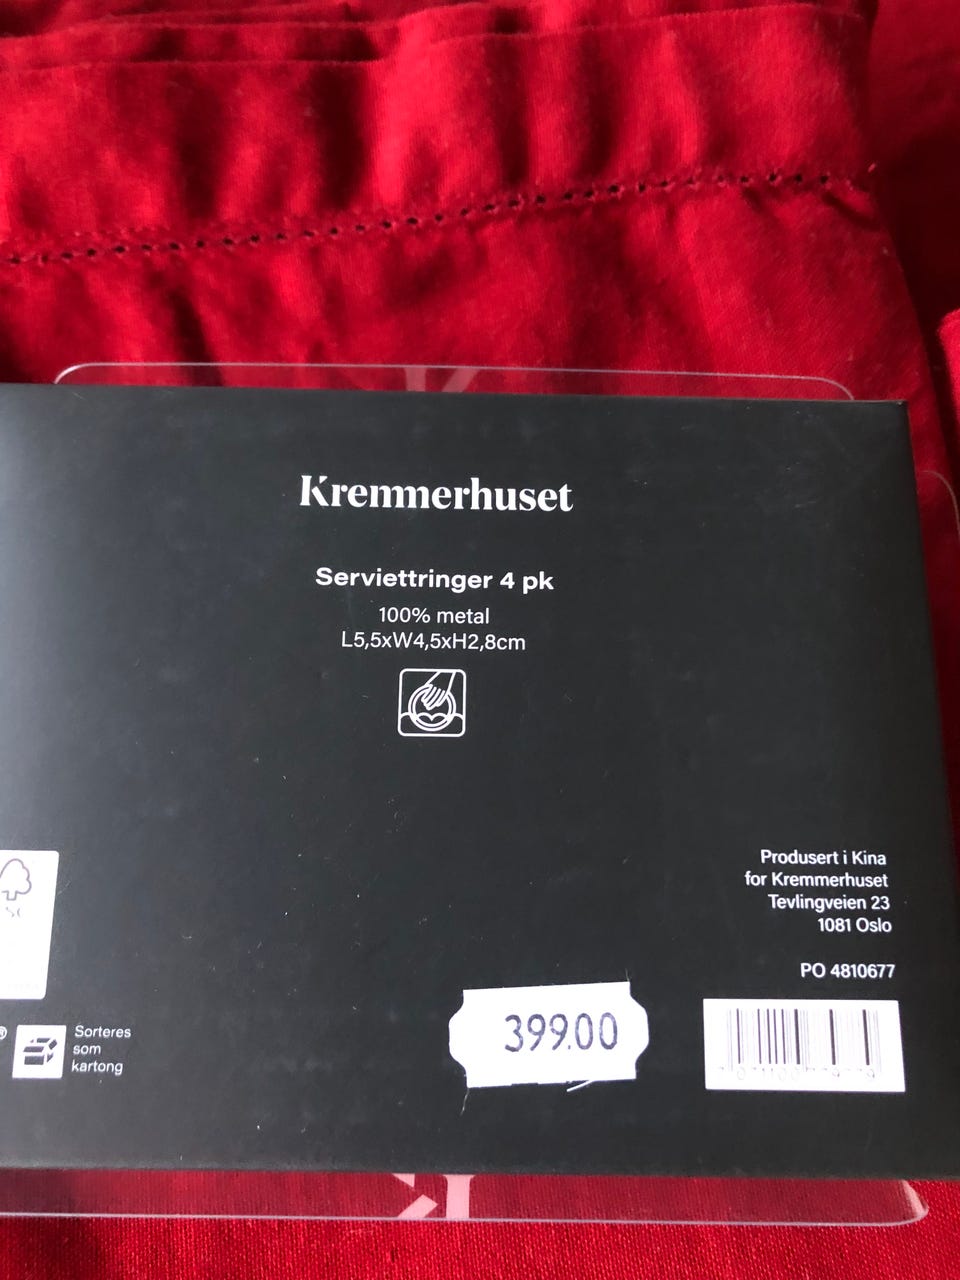 Kremmerhuset
Serviettringer 4 pk
100% metal
L5,5xW4,5xH2,8cm
Produsert i Kina
for Kremmerhuset
Tevlingveien 23
1081 Oslo
PO 4810677
®
Sorteres
som
kartong
399.00